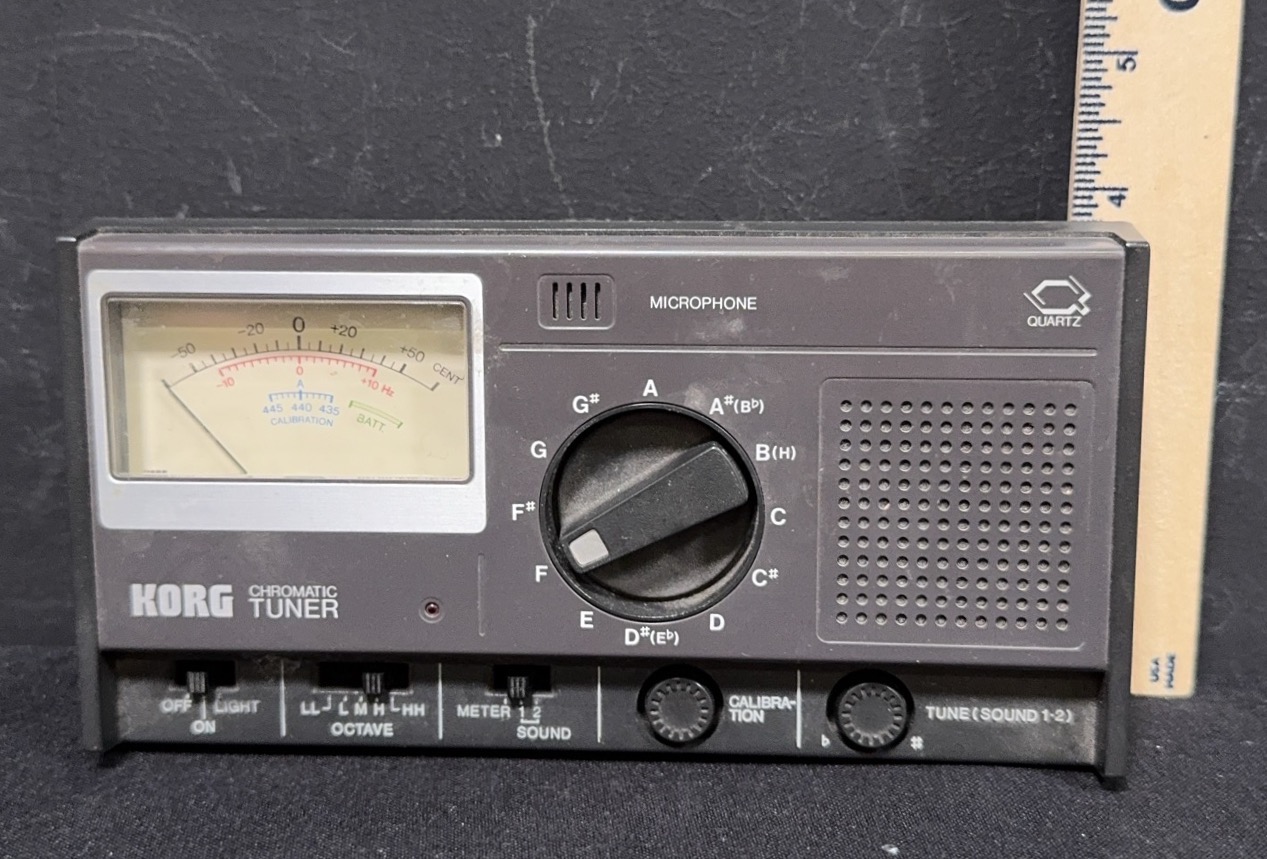 5
4
MICROPHONE
QUARTZ
-50 -20 0 +20 +50 CENT
-10 0 +10 Hz
A
445 440 435
CALIBRATION
BATT.
A
G# A#(B♭)
G B(H)
F# C
F C#
E D
D#(E♭)
KORG CHROMATIC
TUNER
OFF LIGHT
ON
LL L M H HH
OCTAVE
METER 1
2
SOUND
CALIBRA-
TION
♭ #
TUNE (SOUND 1-2)
USA
MADE